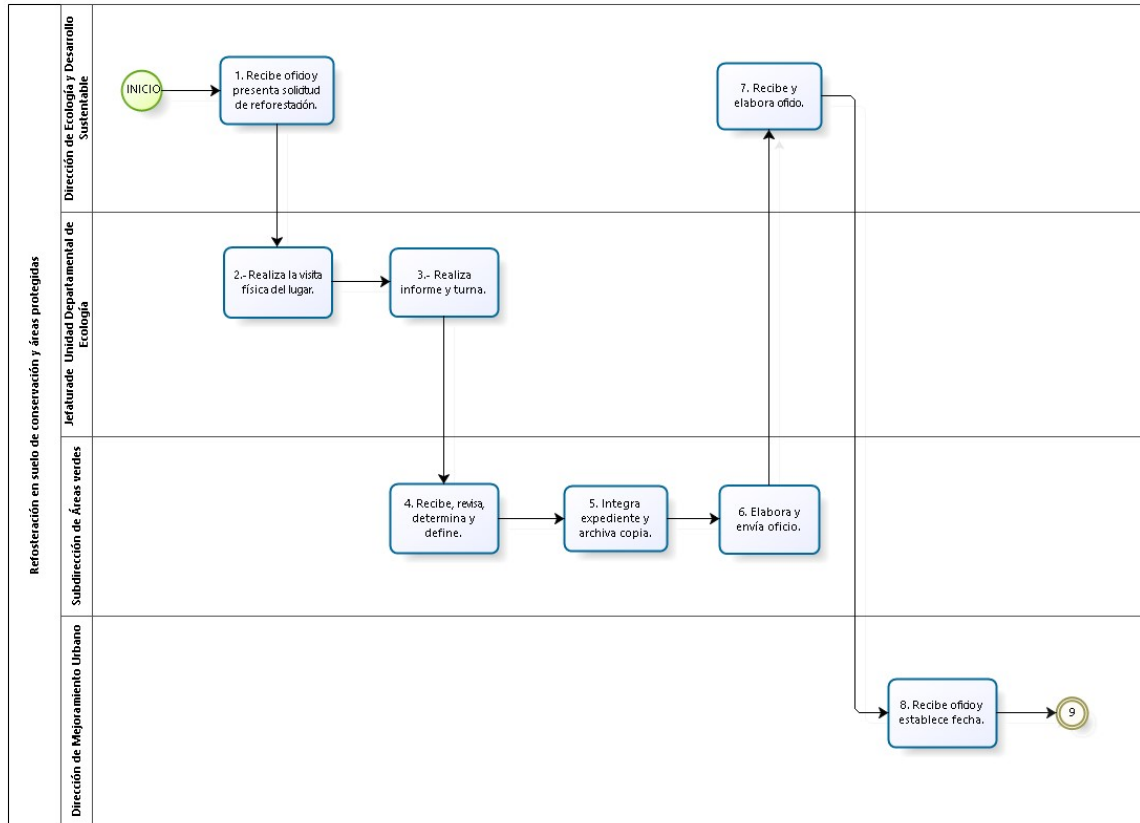 Refosteración en suelo de conservación y áreas protegidas
Dirección de Ecología y Desarrollo
Sustentable
INICIO
1. Recibe oficio y
presenta solicitud
de reforestación.
7. Recibe y
elabora oficio.
Jefaturade Unidad Departamental de
Ecología
2.- Realiza la visita
física del lugar.
3.- Realiza
informe y turna.
Subdirección de Áreas verdes
4. Recibe, revisa,
determina y
define.
5. Integra
expediente y
archiva copia.
6. Elabora y
envía oficio.
Dirección de Mejoramiento Urbano
8. Recibe oficio y
establece fecha.
9